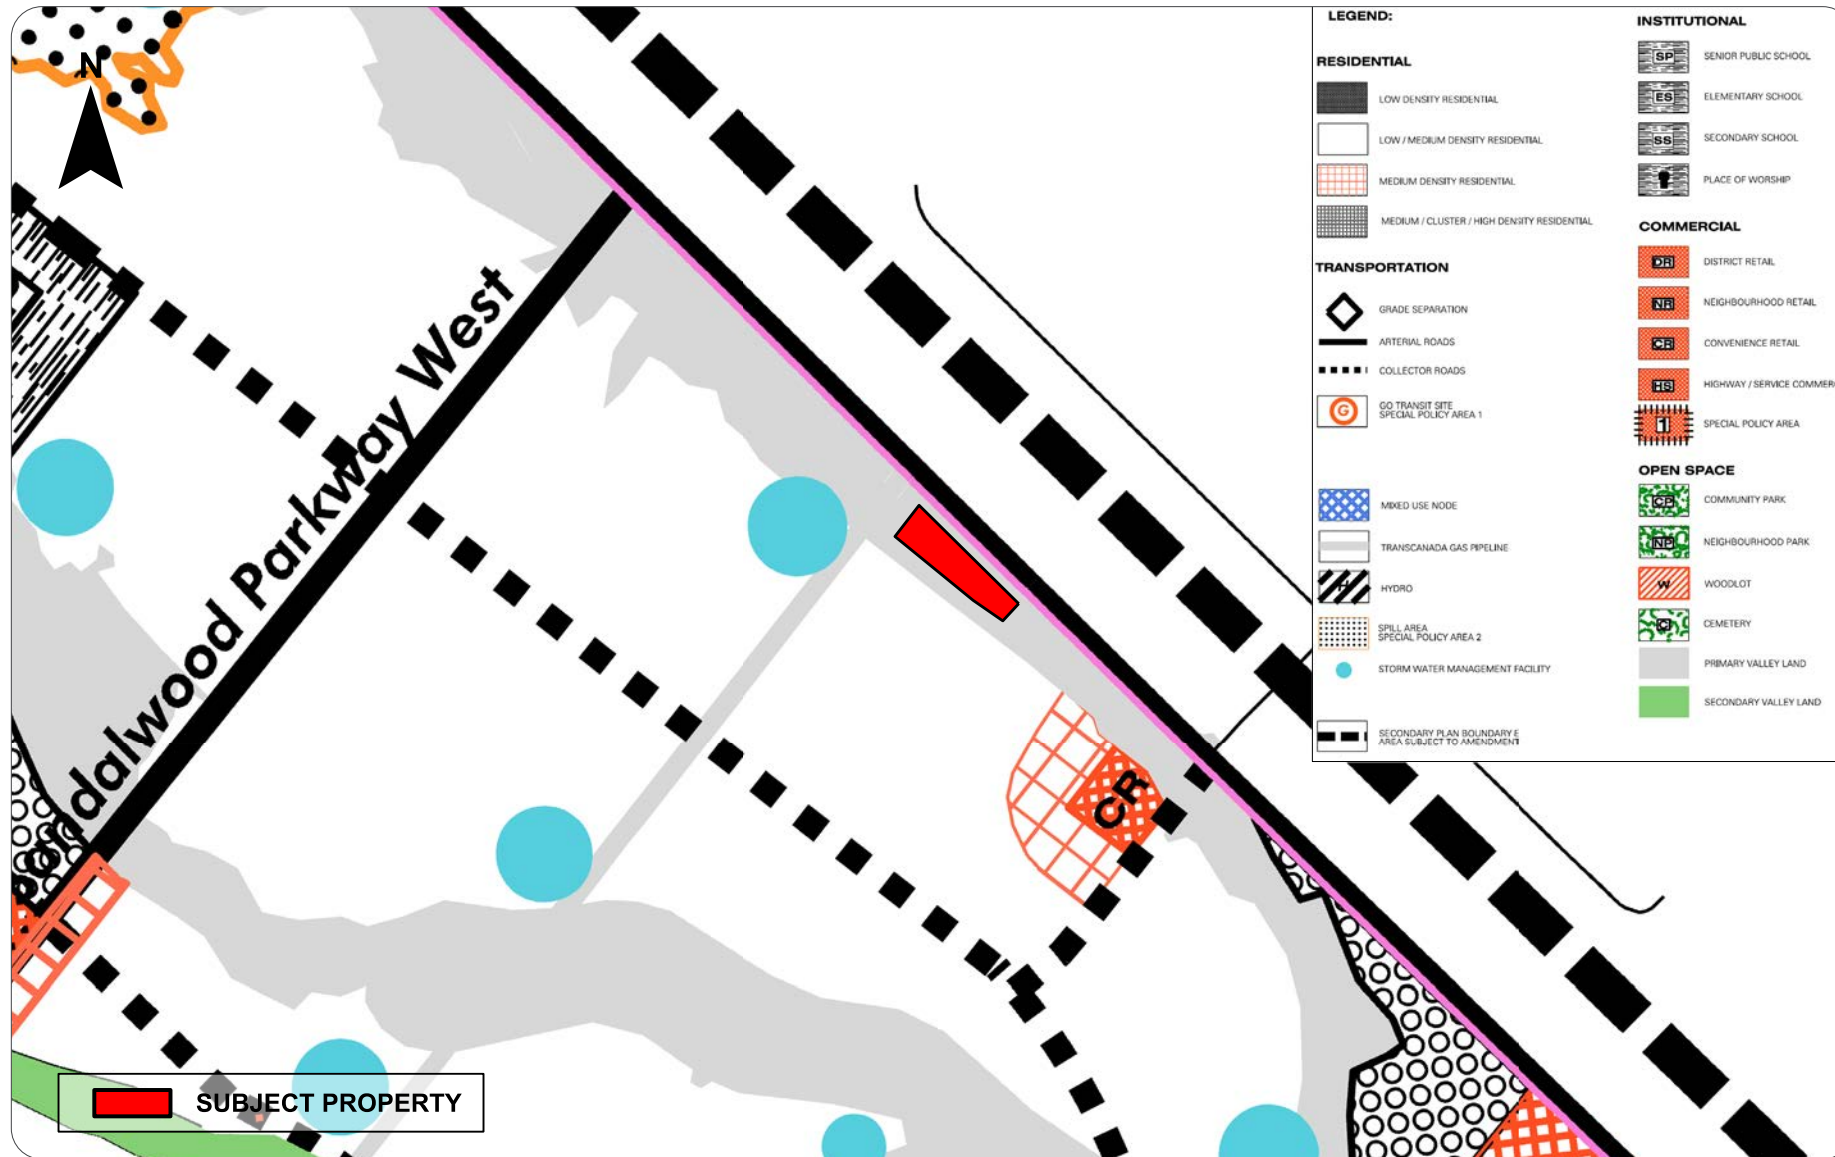 N
Sandalwood Parkway West
CR
SUBJECT PROPERTY
LEGEND:
RESIDENTIAL
LOW DENSITY RESIDENTIAL
LOW / MEDIUM DENSITY RESIDENTIAL
MEDIUM DENSITY RESIDENTIAL
MEDIUM / CLUSTER / HIGH DENSITY RESIDENTIAL
TRANSPORTATION
GRADE SEPARATION
ARTERIAL ROADS
COLLECTOR ROADS
G
GO TRANSIT SITE
SPECIAL POLICY AREA 1
MIXED USE NODE
TRANSCANADA GAS PIPELINE
H
HYDRO
SPILL AREA
SPECIAL POLICY AREA 2
STORM WATER MANAGEMENT FACILITY
SECONDARY PLAN BOUNDARY E
AREA SUBJECT TO AMENDMENT
INSTITUTIONAL
SP SENIOR PUBLIC SCHOOL
ES ELEMENTARY SCHOOL
SS SECONDARY SCHOOL
PLACE OF WORSHIP
COMMERCIAL
DR DISTRICT RETAIL
NR NEIGHBOURHOOD RETAIL
CR CONVENIENCE RETAIL
HS HIGHWAY / SERVICE COMMER
1 SPECIAL POLICY AREA
OPEN SPACE
CP COMMUNITY PARK
NP NEIGHBOURHOOD PARK
W WOODLOT
C CEMETERY
PRIMARY VALLEY LAND
SECONDARY VALLEY LAND